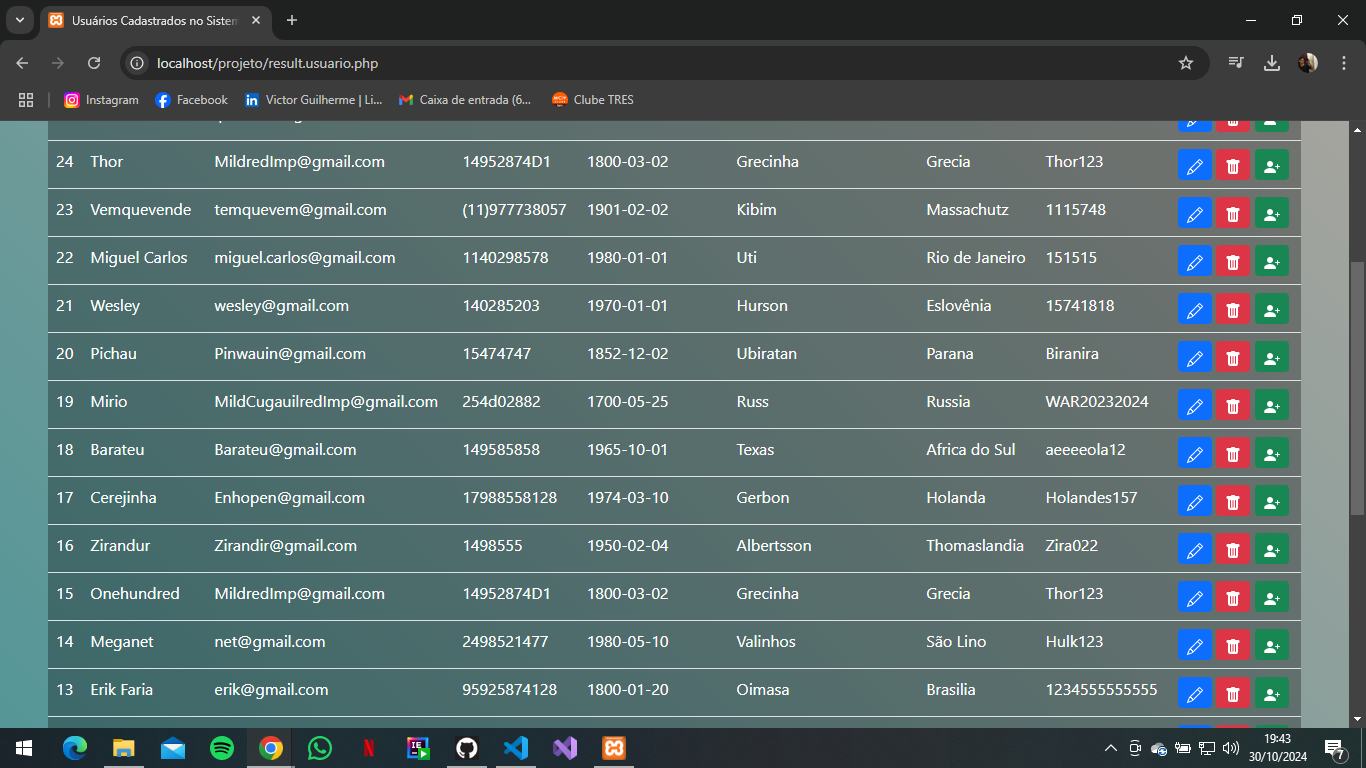 Usuários Cadastrados no Sistem
localhost/projeto/result.usuario.php
Instagram Facebook Victor Guilherme | Li... Caixa de entrada (6... Clube TRES
24 Thor MildredImp@gmail.com 14952874D1 1800-03-02 Grecinha Grecia Thor123
23 Vemquevende temquevem@gmail.com (11)977738057 1901-02-02 Kibim Massachutz 1115748
22 Miguel Carlos miguel.carlos@gmail.com 1140298578 1980-01-01 Uti Rio de Janeiro 151515
21 Wesley wesley@gmail.com 140285203 1970-01-01 Hurson Eslovênia 15741818
20 Pichau Pinwauin@gmail.com 15474747 1852-12-02 Ubiratan Parana Biranira
19 Mirio MildCugauilredImp@gmail.com 254d02882 1700-05-25 Russ Russia WAR20232024
18 Barateu Barateu@gmail.com 149585858 1965-10-01 Texas Africa do Sul aeeeeola12
17 Cerejinha Enhopen@gmail.com 17988558128 1974-03-10 Gerbon Holanda Holandes157
16 Zirandur Zirandir@gmail.com 1498555 1950-02-04 Albertsson Thomaslandia Zira022
15 Onehundred MildredImp@gmail.com 14952874D1 1800-03-02 Grecinha Grecia Thor123
14 Meganet net@gmail.com 2498521477 1980-05-10 Valinhos São Lino Hulk123
13 Erik Faria erik@gmail.com 95925874128 1800-01-20 Oimasa Brasilia 1234555555555
19:43
30/10/2024
7